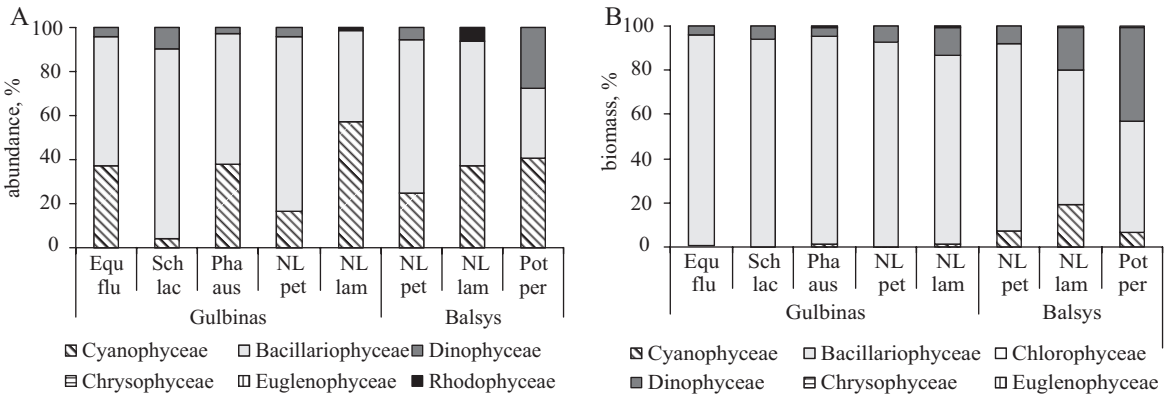 A
abundance, %
100
80
60
40
20
0
Equ flu
Sch lac
Pha aus
NL pet
NL lam
NL pet
NL lam
Pot per
Gulbinas
Balsys
Cyanophyceae
Bacillariophyceae
Dinophyceae
Chrysophyceae
Euglenophyceae
Rhodophyceae
B
biomass, %
100
80
60
40
20
0
Equ flu
Sch lac
Pha aus
NL pet
NL lam
NL pet
NL lam
Pot per
Gulbinas
Balsys
Cyanophyceae
Bacillariophyceae
Chlorophyceae
Dinophyceae
Chrysophyceae
Euglenophyceae